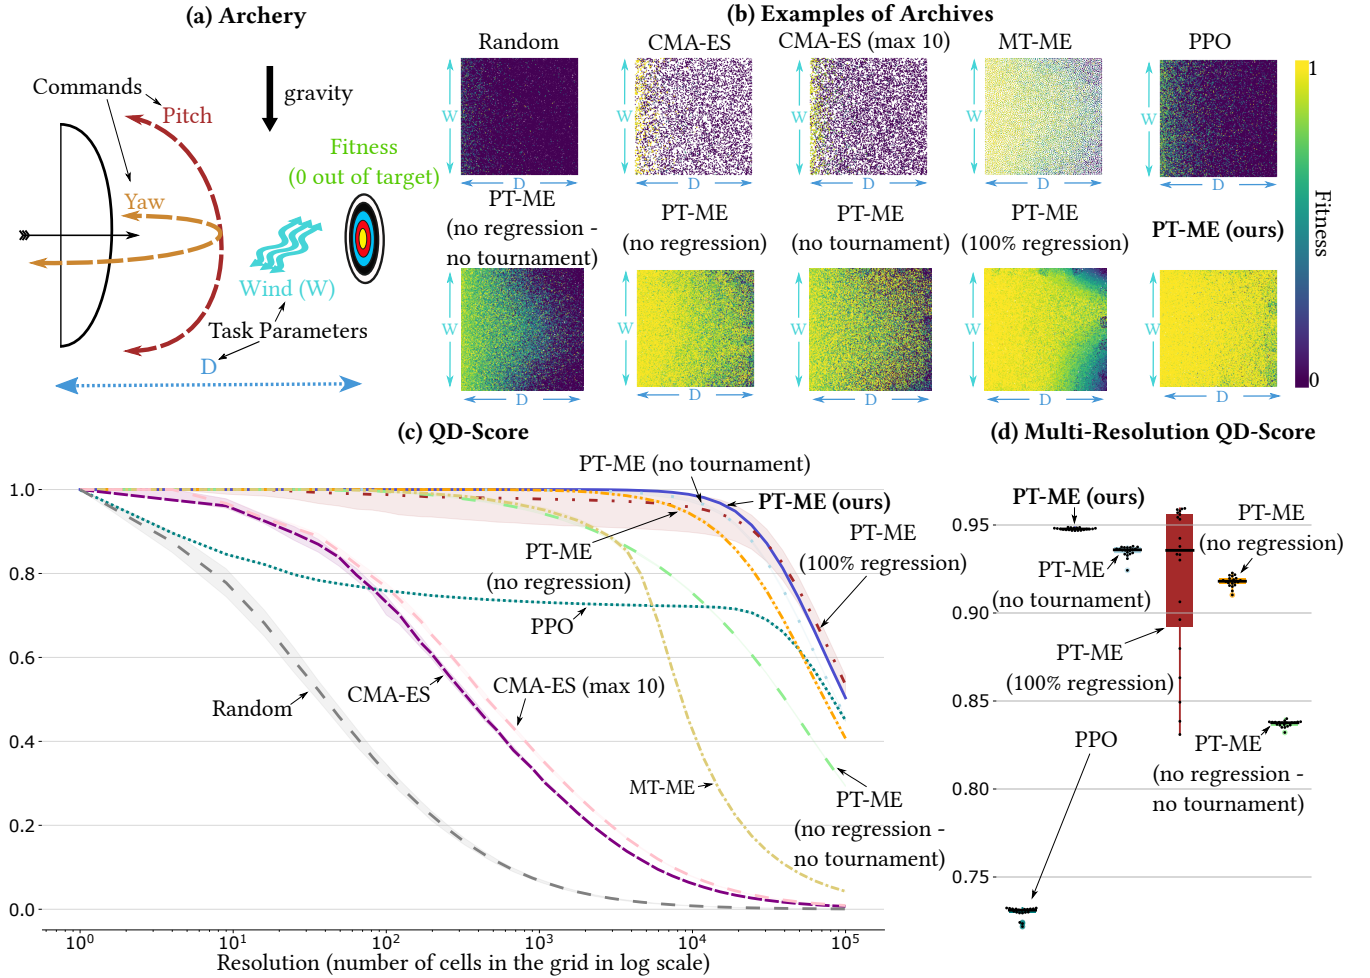 (a) Archery
Commands
Pitch
gravity
Fitness
(0 out of target)
Yaw
Wind (W)
Task Parameters
D
(b) Examples of Archives
Random
W
D
CMA-ES
W
D
CMA-ES (max 10)
W
D
MT-ME
W
D
PPO
W
D
PT-ME
(no regression -
no tournament)
W
D
PT-ME
(no regression)
W
D
PT-ME
(no tournament)
W
D
PT-ME
(100% regression)
W
D
PT-ME (ours)
W
D
1
Fitness
0
(c) QD-Score
1.0
0.8
0.6
0.4
0.2
0.0
10⁰
10¹
10²
10³
10⁴
10⁵
Resolution (number of cells in the grid in log scale)
PT-ME (no tournament)
PT-ME (ours)
PT-ME
(no regression)
PT-ME
(100% regression)
PPO
Random
CMA-ES
CMA-ES (max 10)
MT-ME
PT-ME
(no regression -
no tournament)
(d) Multi-Resolution QD-Score
0.95
0.90
0.85
0.80
0.75
PT-ME (ours)
PT-ME
(no tournament)
PT-ME
(no regression)
PT-ME
(100% regression)
PPO
PT-ME
(no regression -
no tournament)